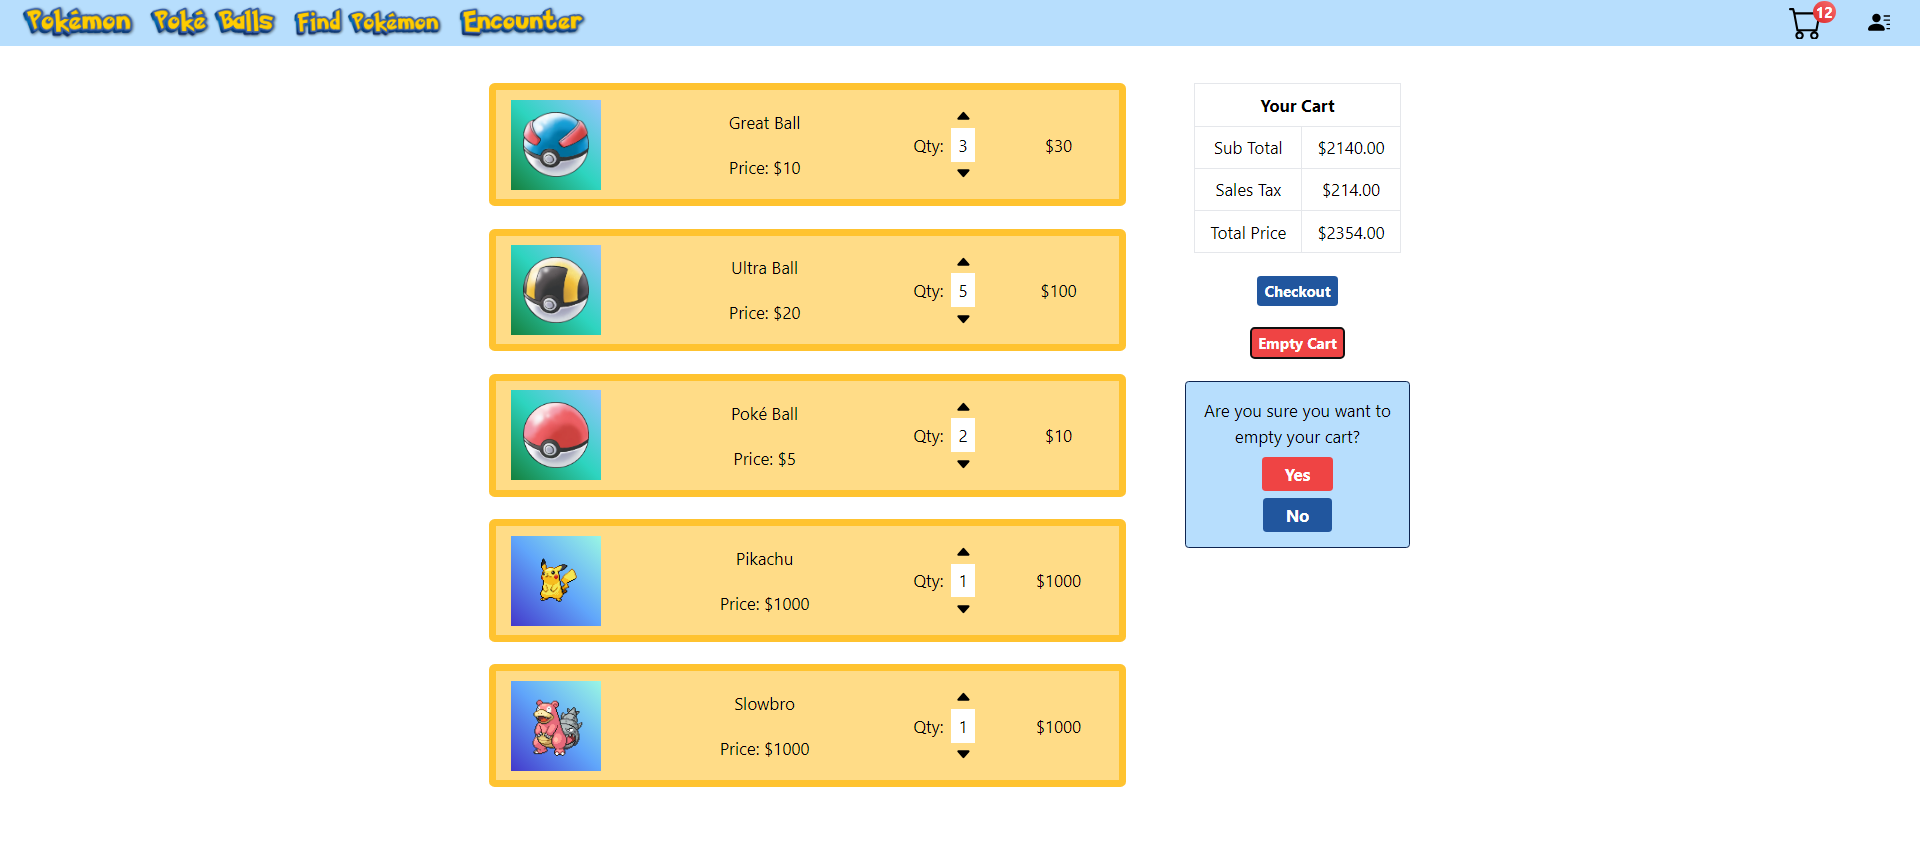 Pokémon Poké Balls Find Pokémon Encounter 12
Great Ball
Price: $10
Qty: 3
$30
Ultra Ball
Price: $20
Qty: 5
$100
Poké Ball
Price: $5
Qty: 2
$10
Pikachu
Price: $1000
Qty: 1
$1000
Slowbro
Price: $1000
Qty: 1
$1000
Your Cart
Sub Total $2140.00
Sales Tax $214.00
Total Price $2354.00
Checkout
Empty Cart
Are you sure you want to
empty your cart?
Yes
No